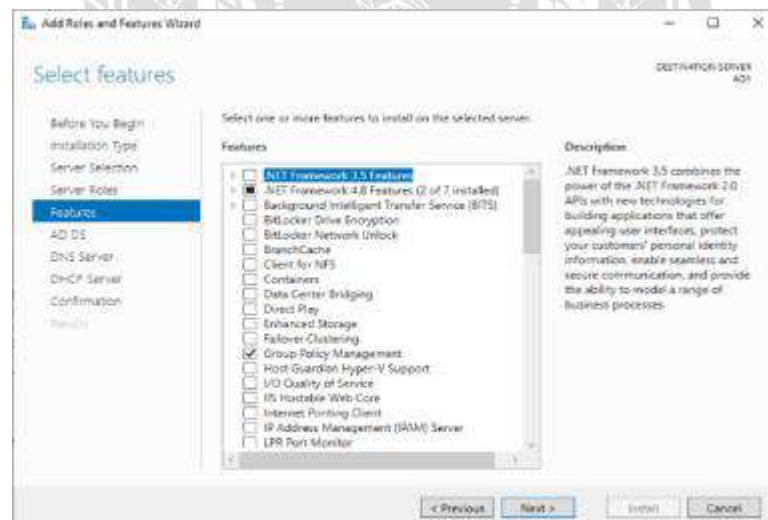 Add Roles and Features Wizard
Select features
DESTINATION SERVER
AD1
Before You Begin
Installation Type
Server Selection
Server Roles
Features
AD DS
DNS Server
DHCP Server
Confirmation
Results
Select one or more features to install on the selected server.
Features
.NET Framework 3.5 Features
.NET Framework 4.8 Features (2 of 7 installed)
Background Intelligent Transfer Service (BITS)
BitLocker Drive Encryption
BitLocker Network Unlock
BranchCache
Client for NFS
Containers
Data Center Bridging
Direct Play
Enhanced Storage
Failover Clustering
Group Policy Management
Host Guardian Hyper-V Support
I/O Quality of Service
IIS Hostable Web Core
Internet Printing Client
IP Address Management (IPAM) Server
LPR Port Monitor
Description
.NET Framework 3.5 combines the
power of the .NET Framework 2.0
APIs with new technologies for
building applications that offer
appealing user interfaces, protect
your customers' personal identity
information, enable seamless and
secure communication, and provide
the ability to model a range of
business processes.
< Previous
Next >
Install
Cancel